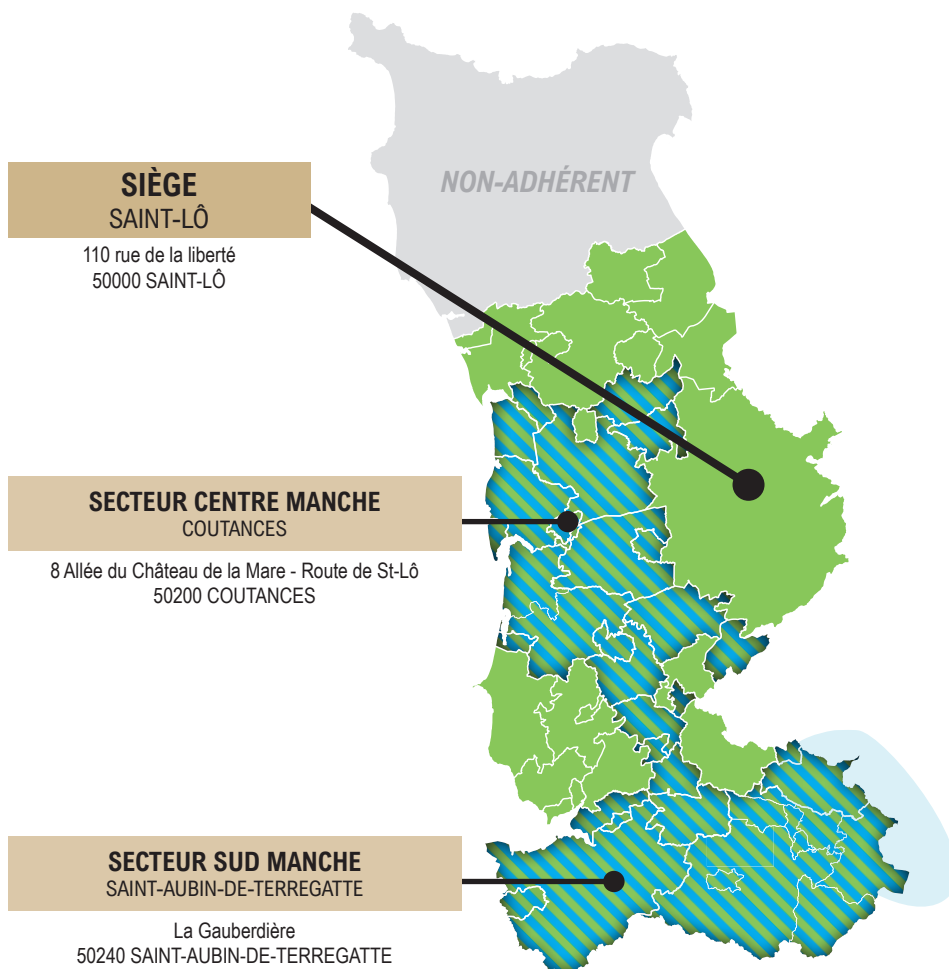 NON-ADHÉRENT
SIÈGE
SAINT-LÔ
110 rue de la liberté
50000 SAINT-LÔ
SECTEUR CENTRE MANCHE
COUTANCES
8 Allée du Château de la Mare - Route de St-Lô
50200 COUTANCES
SECTEUR SUD MANCHE
SAINT-AUBIN-DE-TERREGATTE
La Gauberdière
50240 SAINT-AUBIN-DE-TERREGATTE